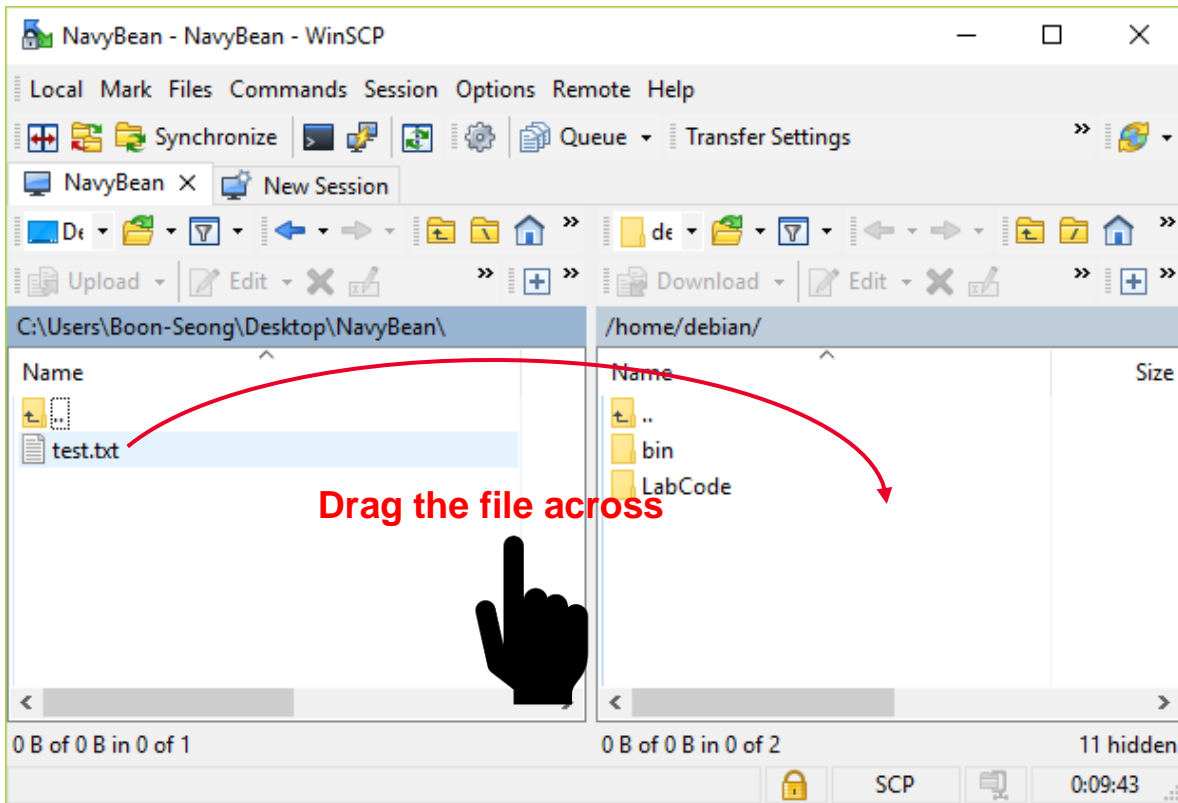 NavyBean - NavyBean - WinSCP
Local Mark Files Commands Session Options Remote Help
Synchronize Queue Transfer Settings »
NavyBean New Session
De » de »
Upload Edit » » Download Edit » »
C:\Users\Boon-Seong\Desktop\NavyBean\ /home/debian/
Name Name Size
.. ..
test.txt bin
LabCode
Drag the file across
0 B of 0 B in 0 of 1 0 B of 0 B in 0 of 2 11 hidden
SCP 0:09:43